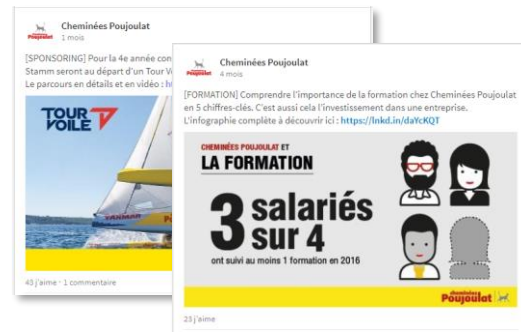 Cheminées Poujoulat
1 mois
[SPONSORING] Pour la 4e année con
Stamm seront au départ d'un Tour V
Le parcours en détails et en vidéo :
TOUR
VOILE
YANMAR
43 j'aime · 1 commentaire
Cheminées Poujoulat
4 mois
[FORMATION] Comprendre l'importance de la formation chez Cheminées Poujoulat
en 5 chiffres-clés. C'est aussi cela l'investissement dans une entreprise.
L'infographie complète à découvrir ici : https://lnkd.in/daYcKQT
CHEMINÉES POUJOULAT ET
LA FORMATION
3 salariés
sur 4
ont suivi au moins 1 formation en 2016
cheminées
Poujoulat
23 j'aime